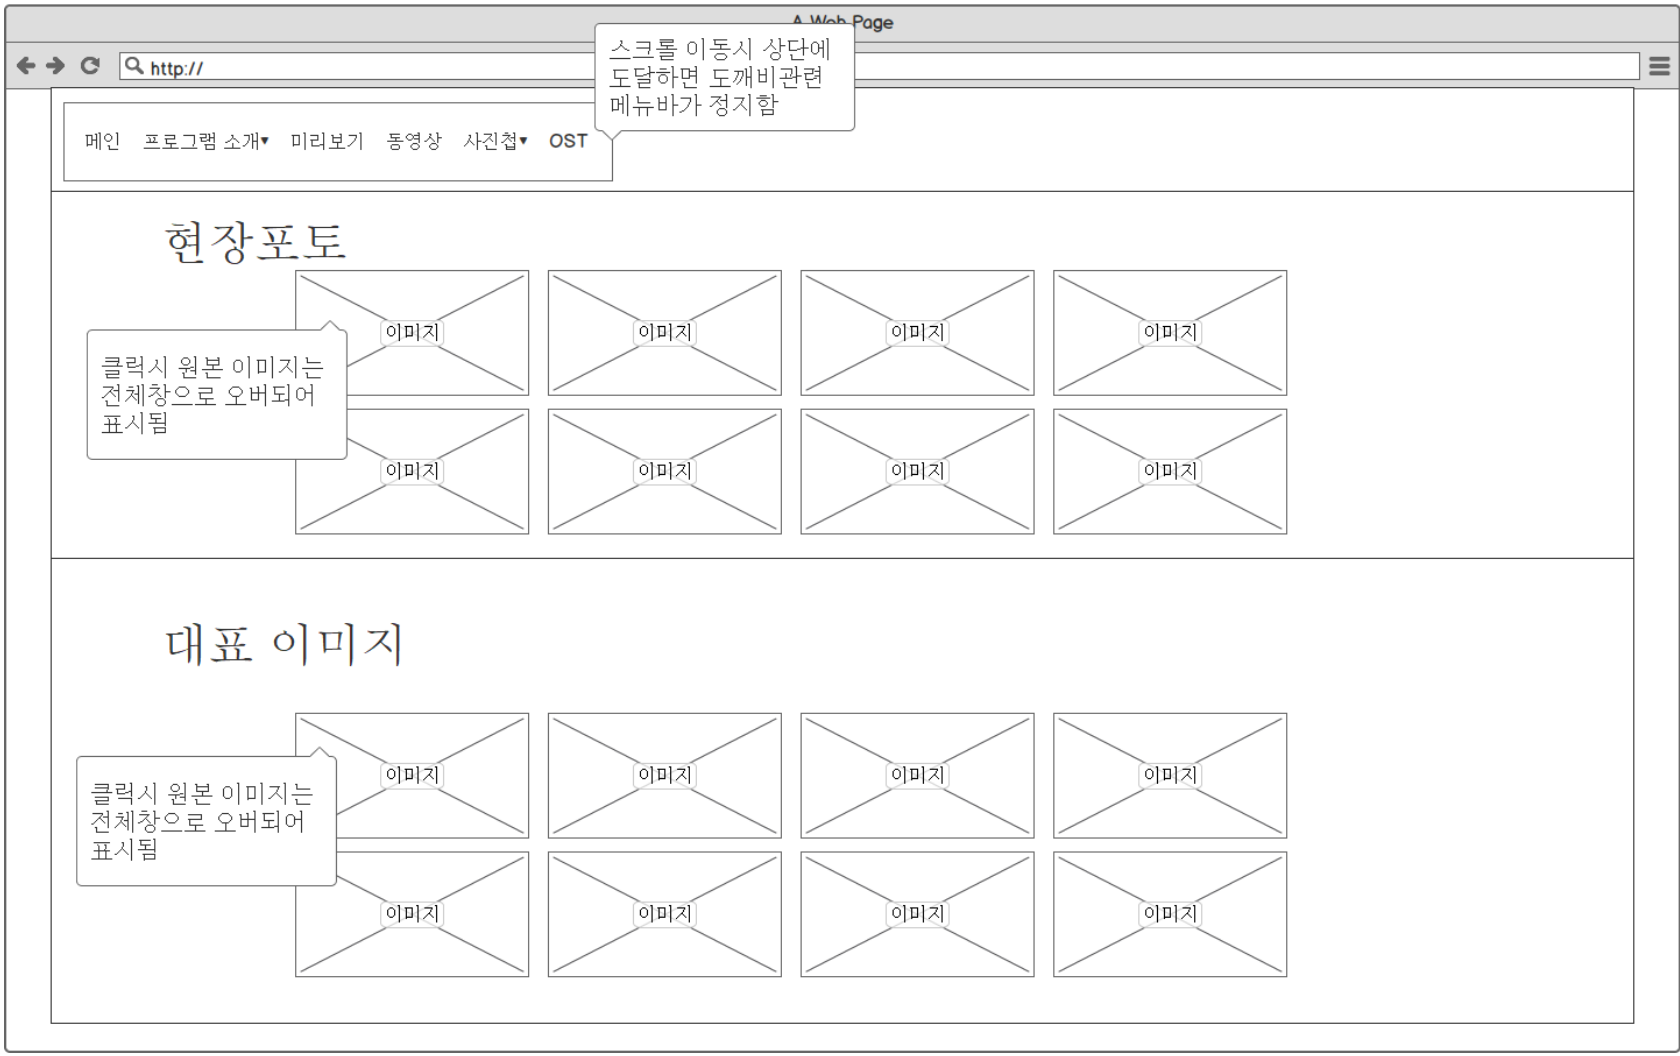 A Web Page
http://
스크롤 이동시 상단에
도달하면 도깨비관련
메뉴바가 정지함
메인 프로그램 소개▾ 미리보기 동영상 사진첩▾ OST
현장포토
이미지 이미지 이미지 이미지
클릭시 원본 이미지는
전체창으로 오버되어
표시됨
이미지 이미지 이미지 이미지
대표 이미지
이미지 이미지 이미지 이미지
클릭시 원본 이미지는
전체창으로 오버되어
표시됨
이미지 이미지 이미지 이미지